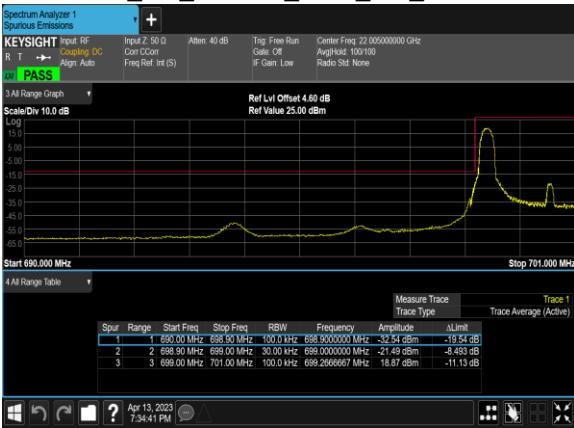 Spectrum Analyzer 1
Spurious Emissions
KEYSIGHT Input: RF Input Z: 50 Ω Atten: 40 dB Trig: Free Run Center Freq: 22.005000000 GHz
R T Coupling: DC Corr CCorr Gate: Off Avg|Hold: 100/100
Align: Auto Freq Ref: Int (S) IF Gain: Low Radio Std: None
LW PASS
3 All Range Graph
Ref Lvl Offset 4.60 dB
Scale/Div 10.0 dB Ref Value 25.00 dBm
Log
15.0
5.00
-5.00
-15.0
-25.0
-35.0
-45.0
-55.0
-65.0
Start 690.000 MHz Stop 701.000 MHz
4 All Range Table
Measure Trace Trace 1
Trace Type Trace Average (Active)
Spur Range Start Freq Stop Freq RBW Frequency Amplitude ΔLimit
1 1 690.00 MHz 698.90 MHz 100.0 kHz 698.9000000 MHz -32.54 dBm -19.54 dB
2 2 698.90 MHz 699.00 MHz 30.00 kHz 699.0000000 MHz -21.49 dBm -8.493 dB
3 3 699.00 MHz 701.00 MHz 100.0 kHz 699.2666667 MHz 18.87 dBm -11.13 dB
? Apr 13, 2023
7:34:41 PM